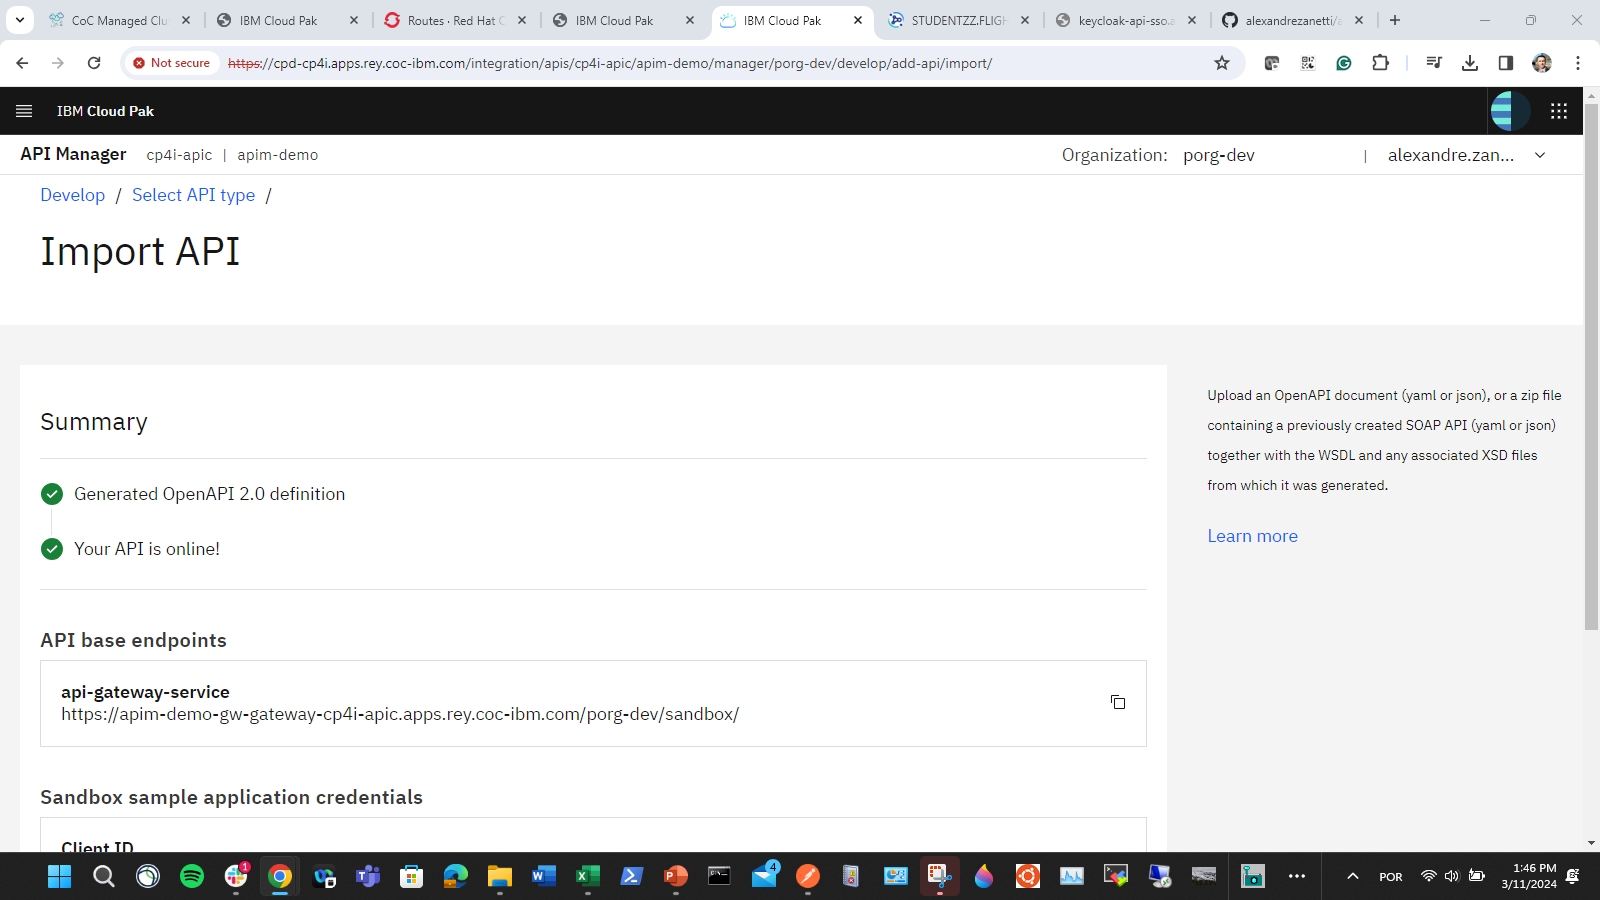 CoC Managed Clu
IBM Cloud Pak
Routes · Red Hat C
IBM Cloud Pak
IBM Cloud Pak
STUDENTZZ.FLIGH
keycloak-api-sso.a
alexandrezanetti/a
Not secure
https://cpd-cp4i.apps.rey.coc-ibm.com/integration/apis/cp4i-apic/apim-demo/manager/porg-dev/develop/add-api/import/
IBM Cloud Pak
API Manager cp4i-apic | apim-demo
Organization: porg-dev | alexandre.zan...
Develop / Select API type /
Import API
Summary
Generated OpenAPI 2.0 definition
Your API is online!
API base endpoints
api-gateway-service
https://apim-demo-gw-gateway-cp4i-apic.apps.rey.coc-ibm.com/porg-dev/sandbox/
Sandbox sample application credentials
Client ID
Upload an OpenAPI document (yaml or json), or a zip file
containing a previously created SOAP API (yaml or json)
together with the WSDL and any associated XSD files
from which it was generated.
Learn more
1
4
POR
1:46 PM
3/11/2024